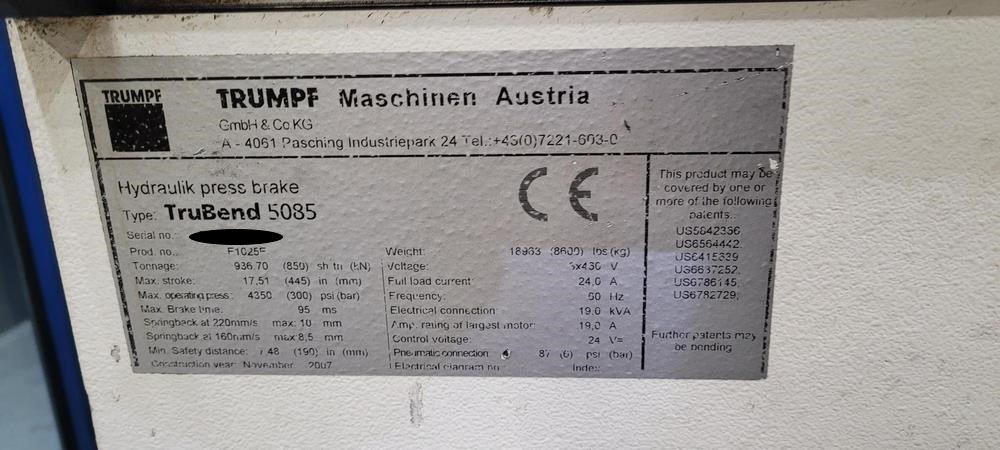 TRUMPF
TRUMPF Maschinen Austria
GmbH & Co KG
A - 4061 Pasching Industriepark 24 Tel.:+43(0)7221-603-0
Hydraulik press brake
Type: TruBend 5085
Serial no.:
Prod. no.:
Tonnage: 936.70 (850) sh tn (kN)
Max. stroke: 17,51 (445) in (mm)
Max. operating press: 4350 (300) psi (bar)
Max. Brake time: 95 ms
Springback at 220mm/s max: 10 mm
Springback at 160mm/s max 8,5 mm
Min. Safety distance: 7.48 (190) in (mm)
Construction year: November 2007
Weight: (8600) lbs (kg)
Voltage: V
Full load current: 24,0 A
Frequency: 60 Hz
Electrical connection: 19,0 kVA
Amp. rating of largest motor: 19,0 A
Control voltage: 24 V=
Pneumatic connection: 87 (6) psi (bar)
Electrical diagram no.: Index:
CE
This product may be
covered by one or
more of the following
patents.:
US5842336
US6564442,
US6415339
US6637252,
US6786145,
US6782729,
Further patents may
be pending